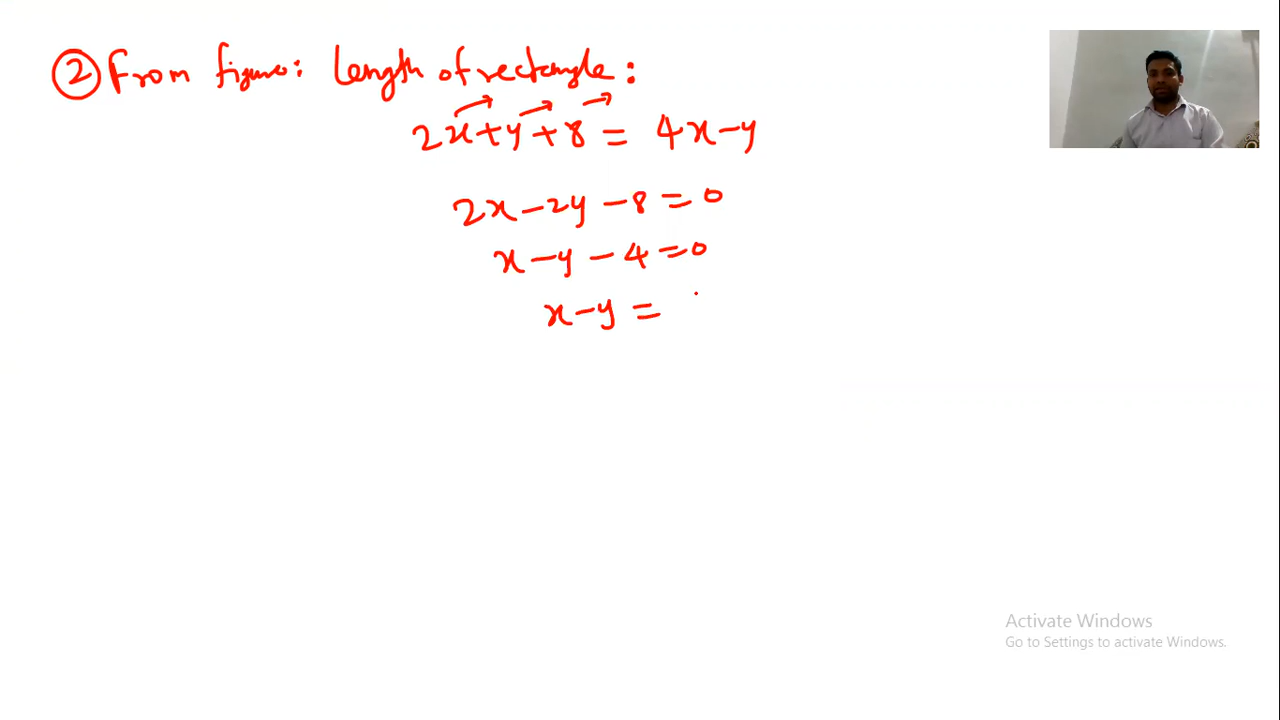 ② From figure: Length of rectangle:
2x+y+8 = 4x-y
2x-2y-8=0
x-y-4=0
x-y=
Activate Windows
Go to Settings to activate Windows.